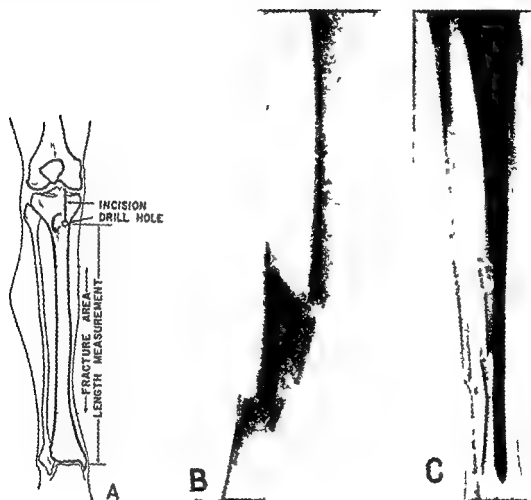 INCISION
DRILL HOLE
FRACTURE AREA
LENGTH MEASUREMENT
A
B
C